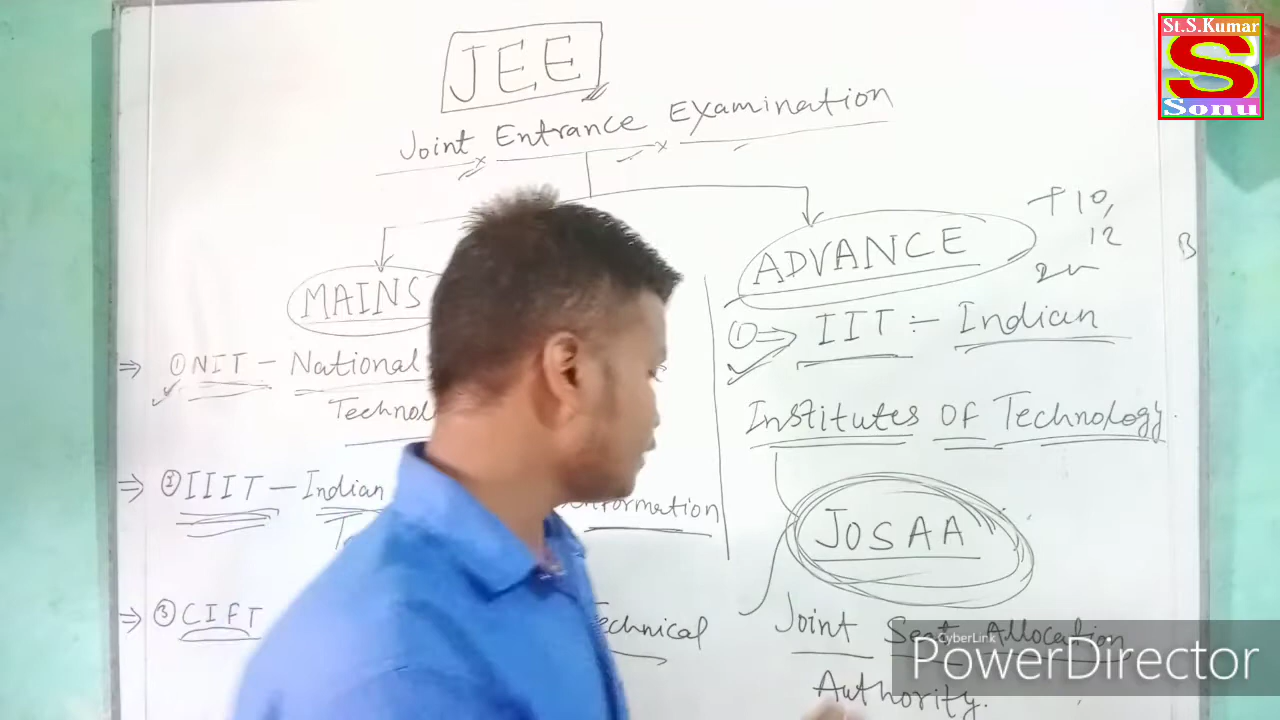 St.S.Kumar
S
Sonu
JEE
Joint Entrance Examination
MAINS
① NIT - National
Technol
② IIIT - Indian
Information
③ CIFT
Technical
ADVANCE
+10,
12
B
① ⇒ IIT :- Indian
Institutes OF Technology.
JOSAA
Joint Seat Allocation
Authority.
CyberLink
PowerDirector